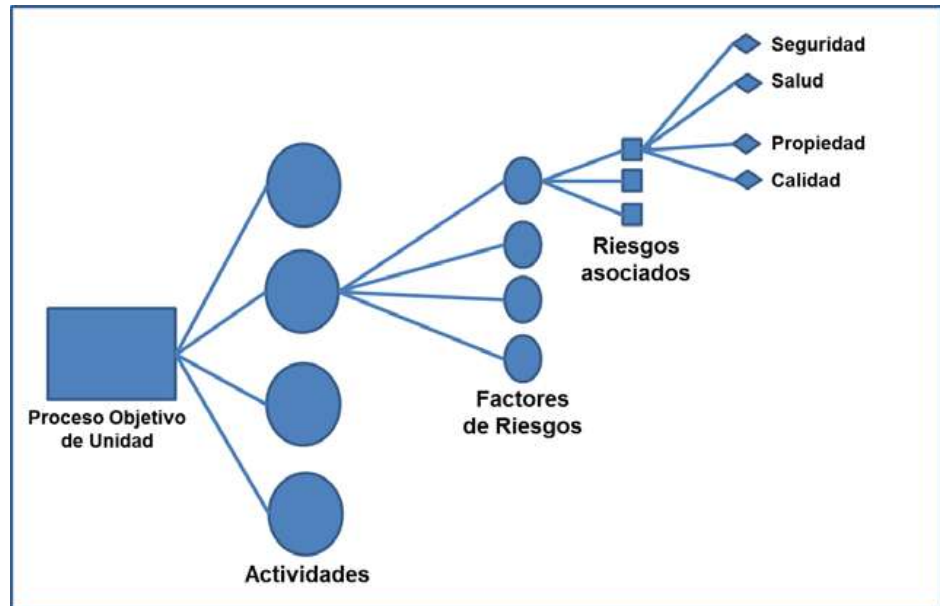 Seguridad
Salud
Propiedad
Calidad
Riesgos
asociados
Factores
de Riesgos
Proceso Objetivo
de Unidad
Actividades